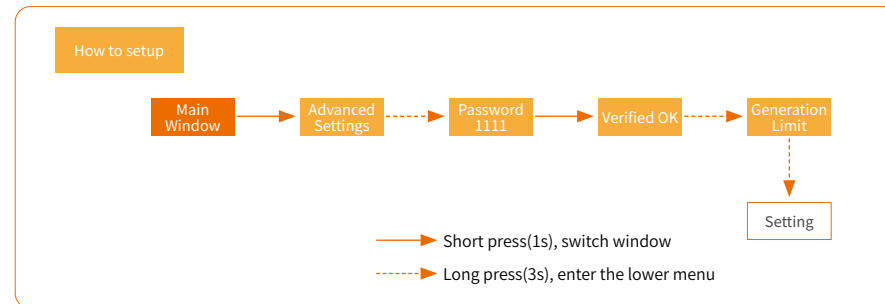 How to setup
Main
Window
Advanced
Settings
Password
1111
Verified OK
Generation
Limit
Setting
Short press(1s), switch window
Long press(3s), enter the lower menu